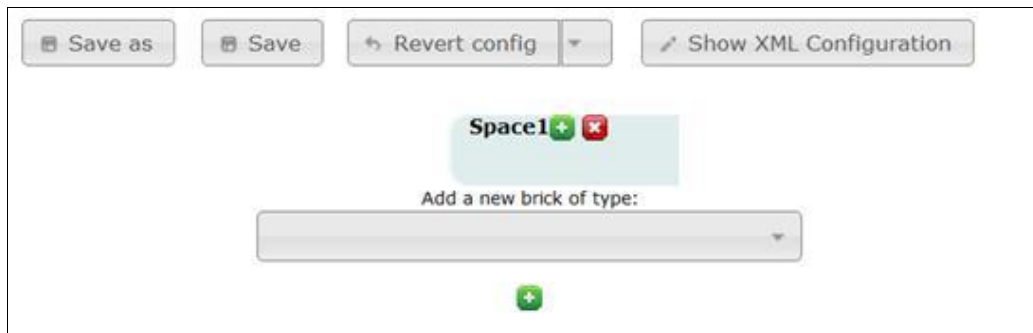 Save as Save Revert config Show XML Configuration
Space1
Add a new brick of type: